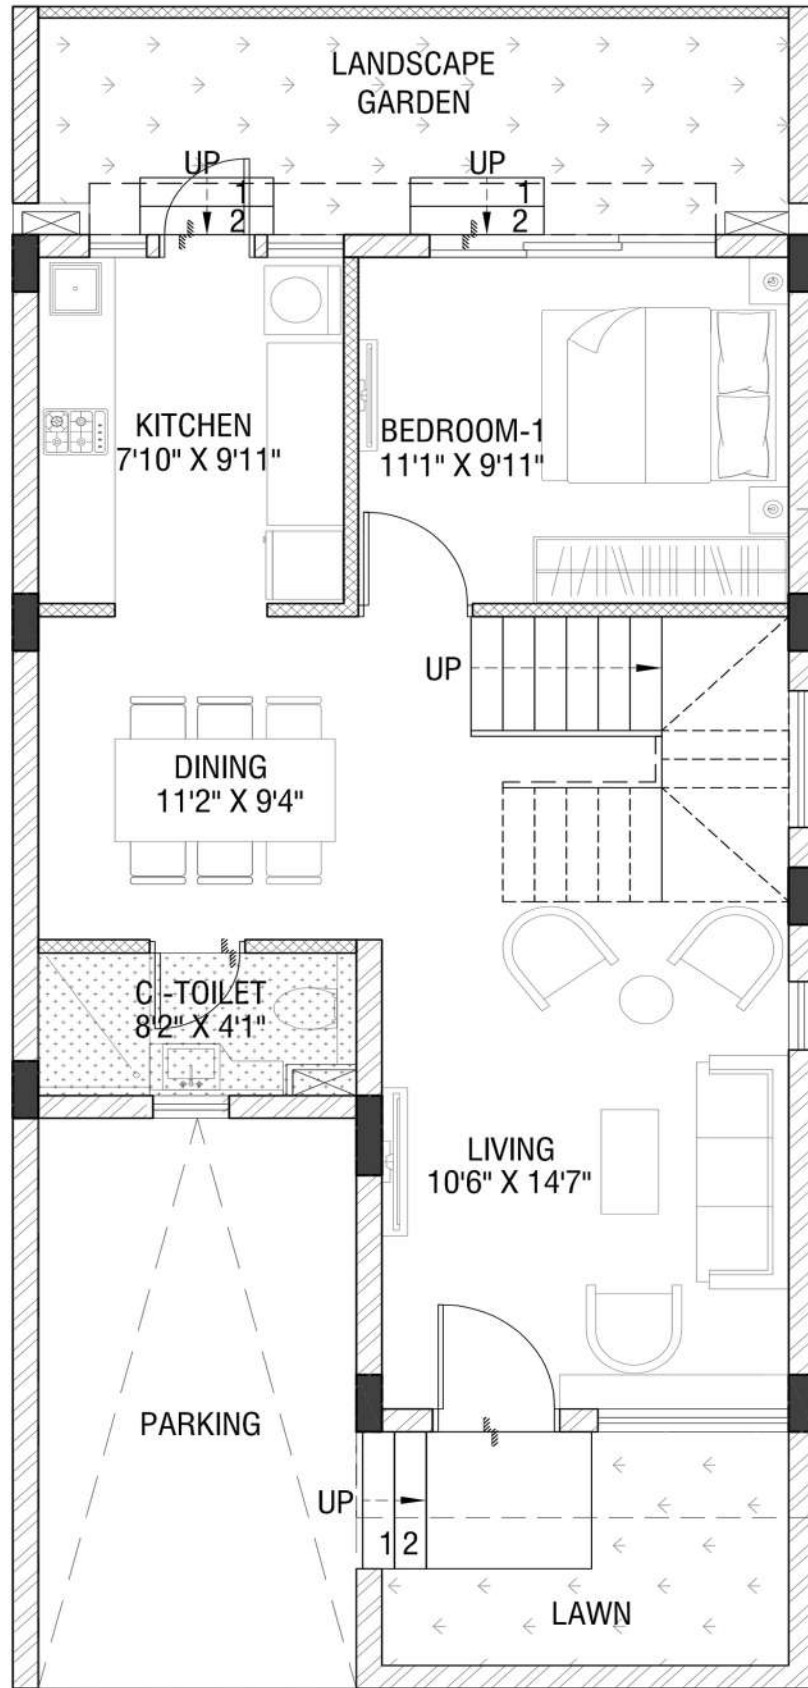 LANDSCAPE
GARDEN
UP
1
2
UP
1
2
KITCHEN
7'10" X 9'11"
BEDROOM-1
11'1" X 9'11"
UP
DINING
11'2" X 9'4"
C -TOILET
8'2" X 4'1"
LIVING
10'6" X 14'7"
PARKING
UP
1 2
LAWN